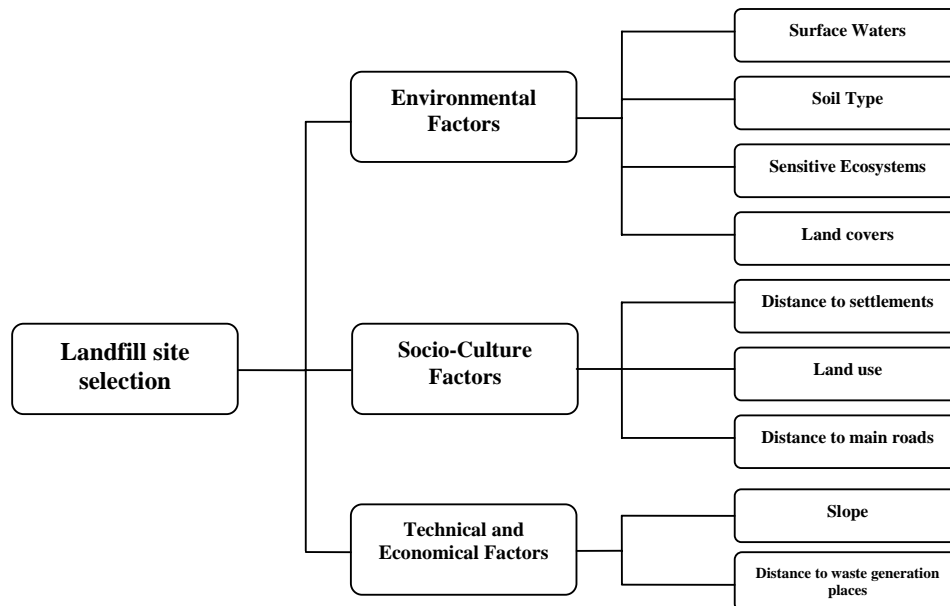 Landfill site
selection
Environmental
Factors
Surface Waters
Soil Type
Sensitive Ecosystems
Land covers
Socio-Culture
Factors
Distance to settlements
Land use
Distance to main roads
Technical and
Economical Factors
Slope
Distance to waste generation
places